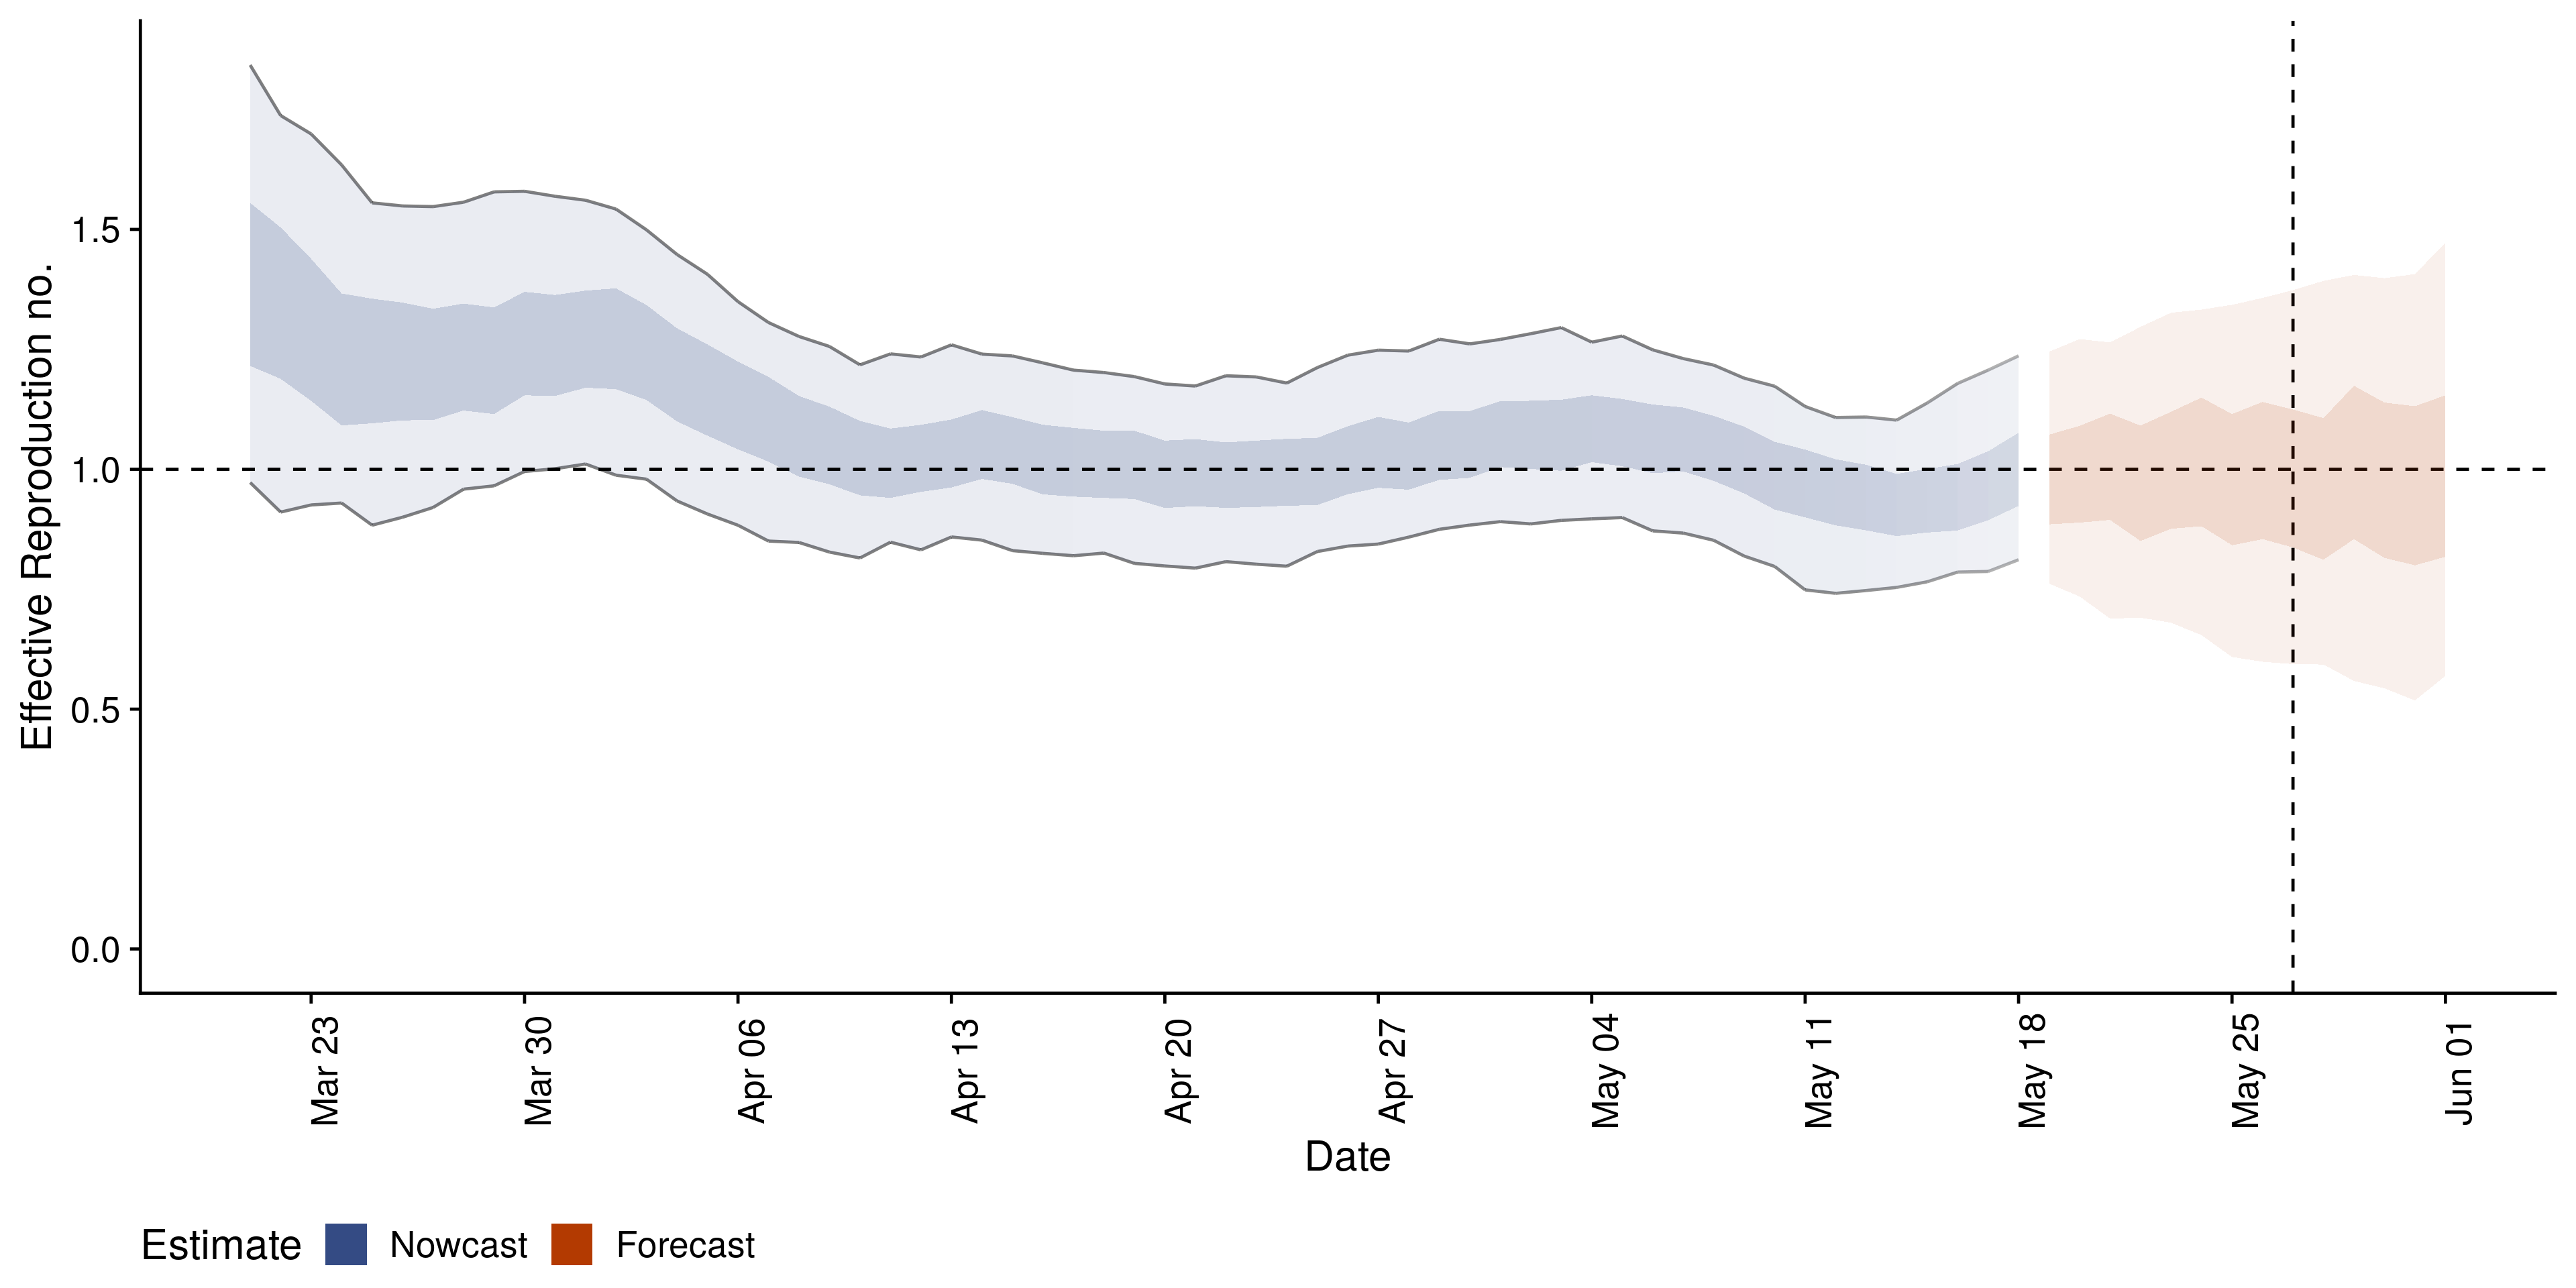 Effective Reproduction no.
1.5
1.0
0.5
0.0
Mar 23
Mar 30
Apr 06
Apr 13
Apr 20
Apr 27
May 04
May 11
May 18
May 25
Jun 01
Date
Estimate Nowcast Forecast